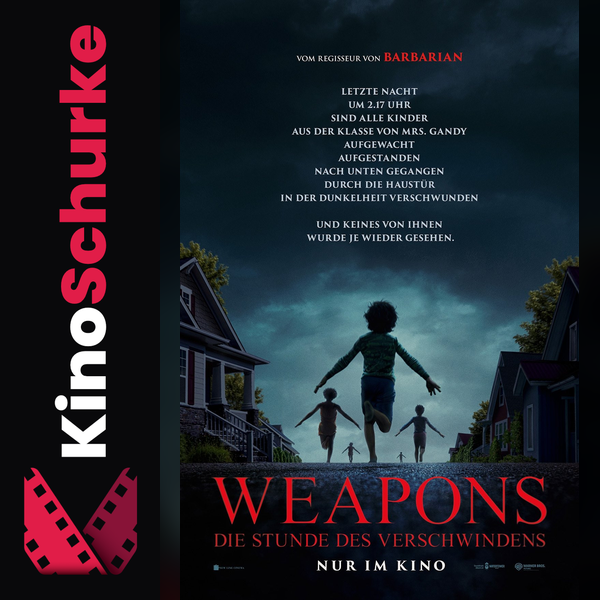 KinoSchurke
VOM REGISSEUR VON BARBARIAN
LETZTE NACHT
UM 2.17 UHR
SIND ALLE KINDER
AUS DER KLASSE VON MRS. GANDY
AUFGEWACHT
AUFGESTANDEN
NACH UNTEN GEGANGEN
DURCH DIE HAUSTÜR
IN DER DUNKELHEIT VERSCHWUNDEN
UND KEINES VON IHNEN
WURDE JE WIEDER GESEHEN.
WEAPONS
DIE STUNDE DES VERSCHWINDENS
NUR IM KINO